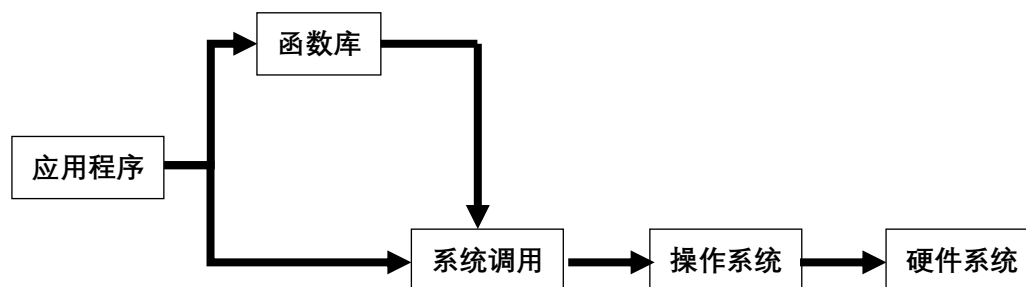 函数库
应用程序
系统调用
操作系统
硬件系统